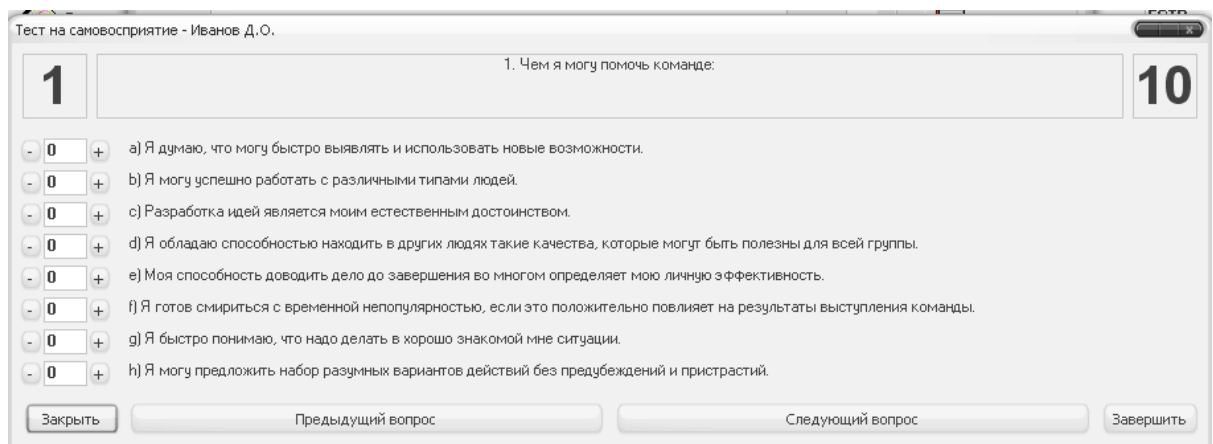 Тест на самовосприятие - Иванов Д.О.
1
1. Чем я могу помочь команде:
10
- 0 + a) Я думаю, что могу быстро выявлять и использовать новые возможности.
- 0 + b) Я могу успешно работать с различными типами людей.
- 0 + c) Разработка идей является моим естественным достоинством.
- 0 + d) Я обладаю способностью находить в других людях такие качества, которые могут быть полезны для всей группы.
- 0 + e) Моя способность доводить дело до завершения во многом определяет мою личную эффективность.
- 0 + f) Я готов смириться с временной непопулярностью, если это положительно повлияет на результаты выступления команды.
- 0 + g) Я быстро понимаю, что надо делать в хорошо знакомой мне ситуации.
- 0 + h) Я могу предложить набор разумных вариантов действий без предубеждений и пристрастий.
Закрыть Предыдущий вопрос Следующий вопрос Завершить